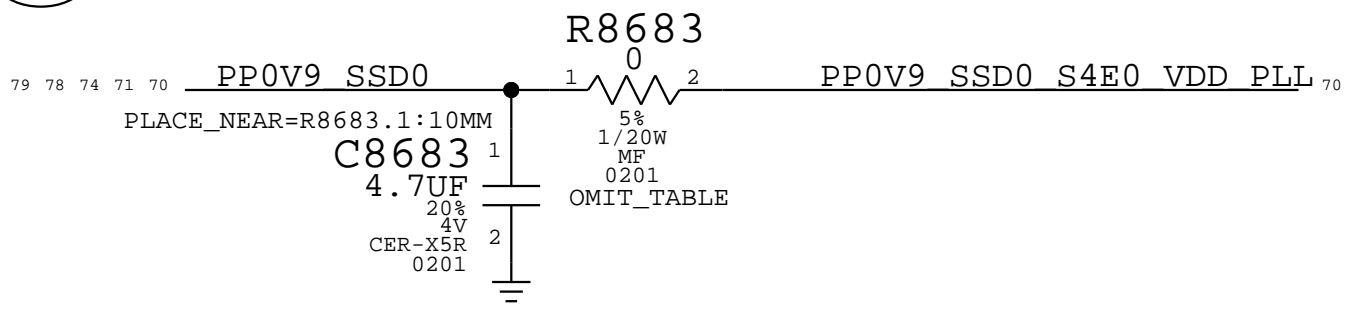 R8683
0
79 78 74 71 70 PP0V9_SSD0 1 2 PP0V9_SSD0_S4E0_VDD_PLL 70
PLACE_NEAR=R8683.1:10MM
5%
1/20W
MF
0201
OMIT_TABLE
C8683 1
4.7UF
20%
4V
CER-X5R 2
0201